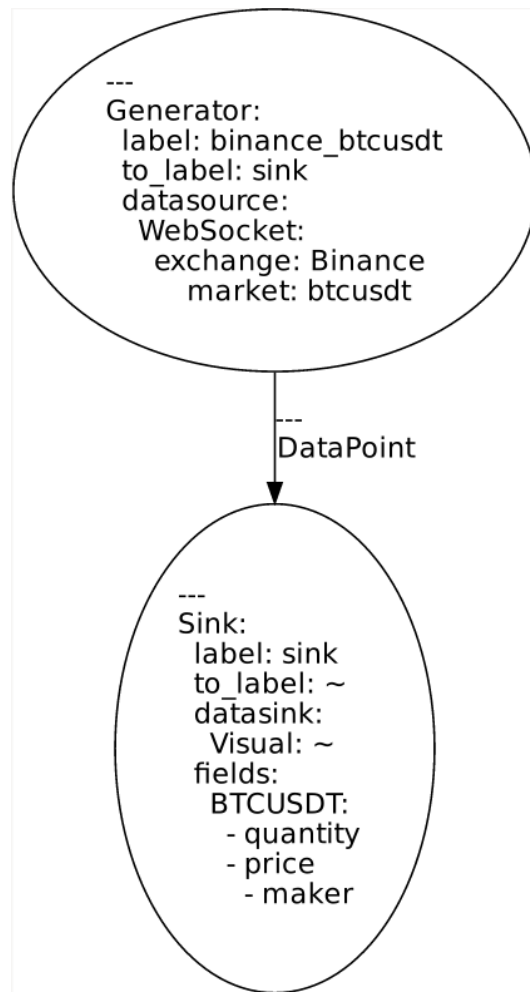 ---
Generator:
label: binance_btcusdt
to_label: sink
datasource:
WebSocket:
exchange: Binance
market: btcusdt
---
DataPoint
---
Sink:
label: sink
to_label: ~
datasink:
Visual: ~
fields:
BTCUSDT:
- quantity
- price
- maker